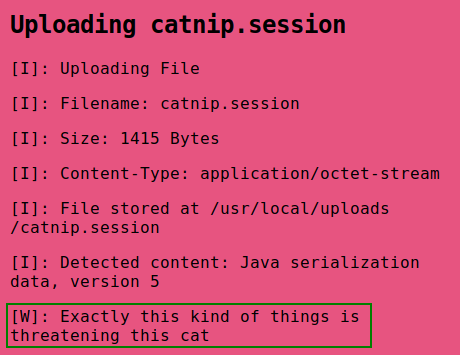 Uploading catnip.session
[I]: Uploading File
[I]: Filename: catnip.session
[I]: Size: 1415 Bytes
[I]: Content-Type: application/octet-stream
[I]: File stored at /usr/local/uploads
/catnip.session
[I]: Detected content: Java serialization
data, version 5
[W]: Exactly this kind of things is
threatening this cat